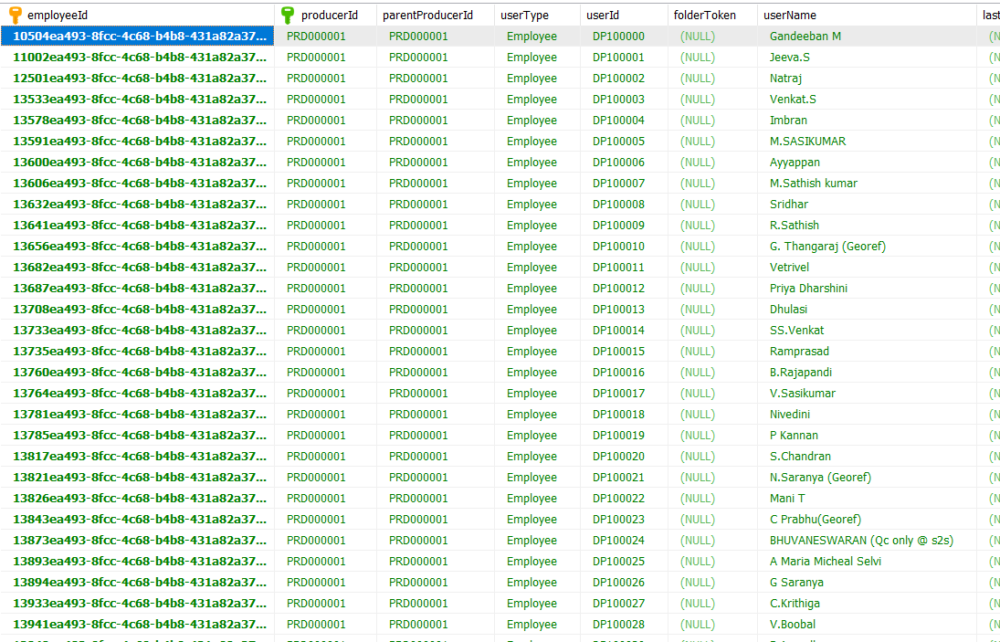 employeeId producerId parentProducerId userType userId folderToken userName last
10504ea493-8fcc-4c68-b4b8-431a82a37... PRD000001 PRD000001 Employee DP100000 (NULL) Gandeeban M (N
11002ea493-8fcc-4c68-b4b8-431a82a37... PRD000001 PRD000001 Employee DP100001 (NULL) Jeeva.S (N
12501ea493-8fcc-4c68-b4b8-431a82a37... PRD000001 PRD000001 Employee DP100002 (NULL) Natraj (N
13533ea493-8fcc-4c68-b4b8-431a82a37... PRD000001 PRD000001 Employee DP100003 (NULL) Venkat.S (N
13578ea493-8fcc-4c68-b4b8-431a82a37... PRD000001 PRD000001 Employee DP100004 (NULL) Imbran (N
13591ea493-8fcc-4c68-b4b8-431a82a37... PRD000001 PRD000001 Employee DP100005 (NULL) M.SASIKUMAR (N
13600ea493-8fcc-4c68-b4b8-431a82a37... PRD000001 PRD000001 Employee DP100006 (NULL) Ayyappan (N
13606ea493-8fcc-4c68-b4b8-431a82a37... PRD000001 PRD000001 Employee DP100007 (NULL) M.Sathish kumar (N
13632ea493-8fcc-4c68-b4b8-431a82a37... PRD000001 PRD000001 Employee DP100008 (NULL) Sridhar (N
13641ea493-8fcc-4c68-b4b8-431a82a37... PRD000001 PRD000001 Employee DP100009 (NULL) R.Sathish (N
13656ea493-8fcc-4c68-b4b8-431a82a37... PRD000001 PRD000001 Employee DP100010 (NULL) G. Thangaraj (Georef) (N
13682ea493-8fcc-4c68-b4b8-431a82a37... PRD000001 PRD000001 Employee DP100011 (NULL) Vetrivel (N
13687ea493-8fcc-4c68-b4b8-431a82a37... PRD000001 PRD000001 Employee DP100012 (NULL) Priya Dharshini (N
13708ea493-8fcc-4c68-b4b8-431a82a37... PRD000001 PRD000001 Employee DP100013 (NULL) Dhulasi (N
13733ea493-8fcc-4c68-b4b8-431a82a37... PRD000001 PRD000001 Employee DP100014 (NULL) SS.Venkat (N
13735ea493-8fcc-4c68-b4b8-431a82a37... PRD000001 PRD000001 Employee DP100015 (NULL) Ramprasad (N
13760ea493-8fcc-4c68-b4b8-431a82a37... PRD000001 PRD000001 Employee DP100016 (NULL) B.Rajapandi (N
13764ea493-8fcc-4c68-b4b8-431a82a37... PRD000001 PRD000001 Employee DP100017 (NULL) V.Sasikumar (N
13781ea493-8fcc-4c68-b4b8-431a82a37... PRD000001 PRD000001 Employee DP100018 (NULL) Nivedini (N
13785ea493-8fcc-4c68-b4b8-431a82a37... PRD000001 PRD000001 Employee DP100019 (NULL) P Kannan (N
13817ea493-8fcc-4c68-b4b8-431a82a37... PRD000001 PRD000001 Employee DP100020 (NULL) S.Chandran (N
13821ea493-8fcc-4c68-b4b8-431a82a37... PRD000001 PRD000001 Employee DP100021 (NULL) N.Saranya (Georef) (N
13826ea493-8fcc-4c68-b4b8-431a82a37... PRD000001 PRD000001 Employee DP100022 (NULL) Mani T (N
13843ea493-8fcc-4c68-b4b8-431a82a37... PRD000001 PRD000001 Employee DP100023 (NULL) C Prabhu(Georef) (N
13873ea493-8fcc-4c68-b4b8-431a82a37... PRD000001 PRD000001 Employee DP100024 (NULL) BHUVANESWARAN (Qc only @ s2s) (N
13893ea493-8fcc-4c68-b4b8-431a82a37... PRD000001 PRD000001 Employee DP100025 (NULL) A Maria Micheal Selvi (N
13894ea493-8fcc-4c68-b4b8-431a82a37... PRD000001 PRD000001 Employee DP100026 (NULL) G Saranya (N
13933ea493-8fcc-4c68-b4b8-431a82a37... PRD000001 PRD000001 Employee DP100027 (NULL) C.Krithiga (N
13941ea493-8fcc-4c68-b4b8-431a82a37... PRD000001 PRD000001 Employee DP100028 (NULL) V.Boobal (N